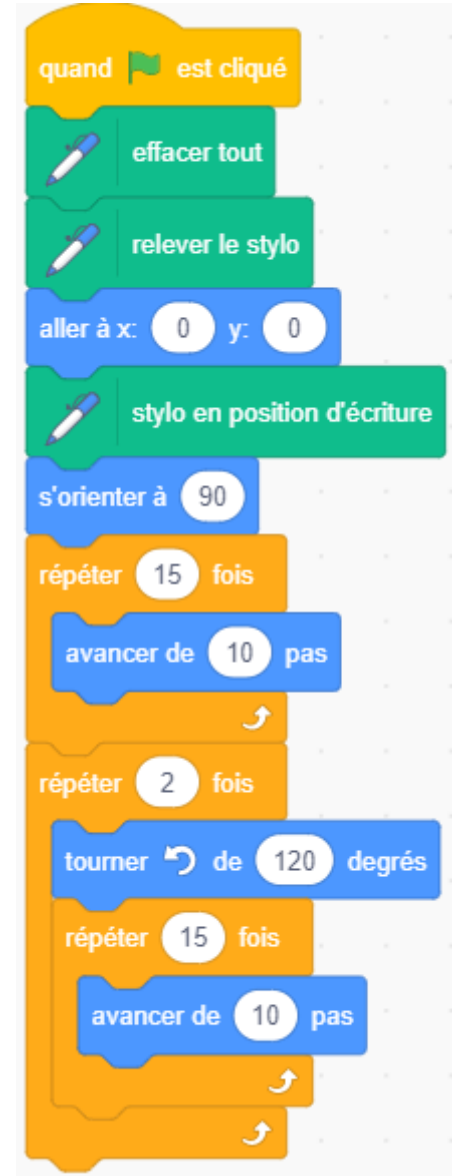 quand est cliqué
effacer tout
relever le stylo
aller à x: 0 y: 0
stylo en position d'écriture
s'orienter à 90
répéter 15 fois
avancer de 10 pas
répéter 2 fois
tourner de 120 degrés
répéter 15 fois
avancer de 10 pas